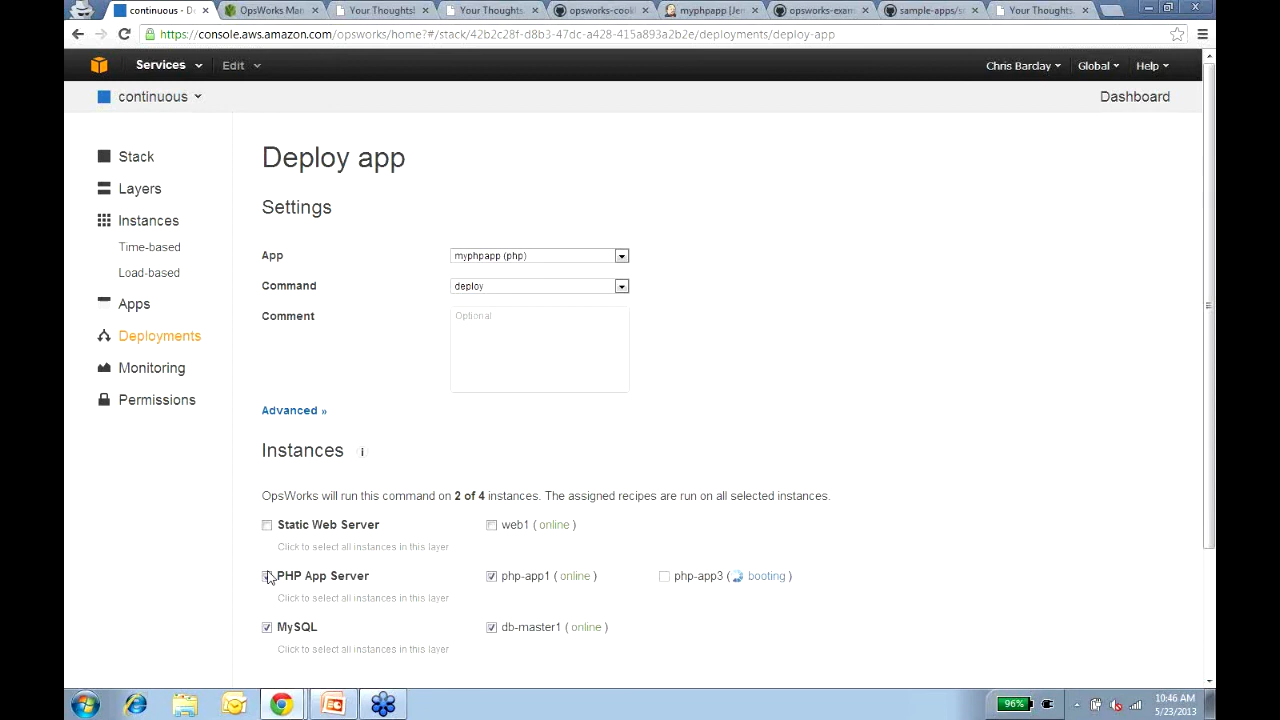 continuous - D
OpsWorks Man
Your Thoughts!
Your Thoughts.
opsworks-cool
myphpapp [Jen
opsworks-exam
sample-apps/s
Your Thoughts.
https://console.aws.amazon.com/opsworks/home?#/stack/4202c28f-d8b3-47dc-a428-415a893a2b2e/deployments/deploy-app
Services
Edit
Chris Barclay
Global
Help
continuous
Dashboard
Stack
Layers
Instances
Time-based
Load-based
Apps
Deployments
Monitoring
Permissions
Deploy app
Settings
App
myphpapp (php)
Command
deploy
Comment
Optional
Advanced »
Instances i
OpsWorks will run this command on 2 of 4 instances. The assigned recipes are run on all selected instances.
Static Web Server
web1 ( online )
Click to select all instances in this layer
PHP App Server
php-app1 ( online )
php-app3 ( booting )
Click to select all instances in this layer
MySQL
db-master1 ( online )
Click to select all instances in this layer
96%
10:46 AM
5/23/2013